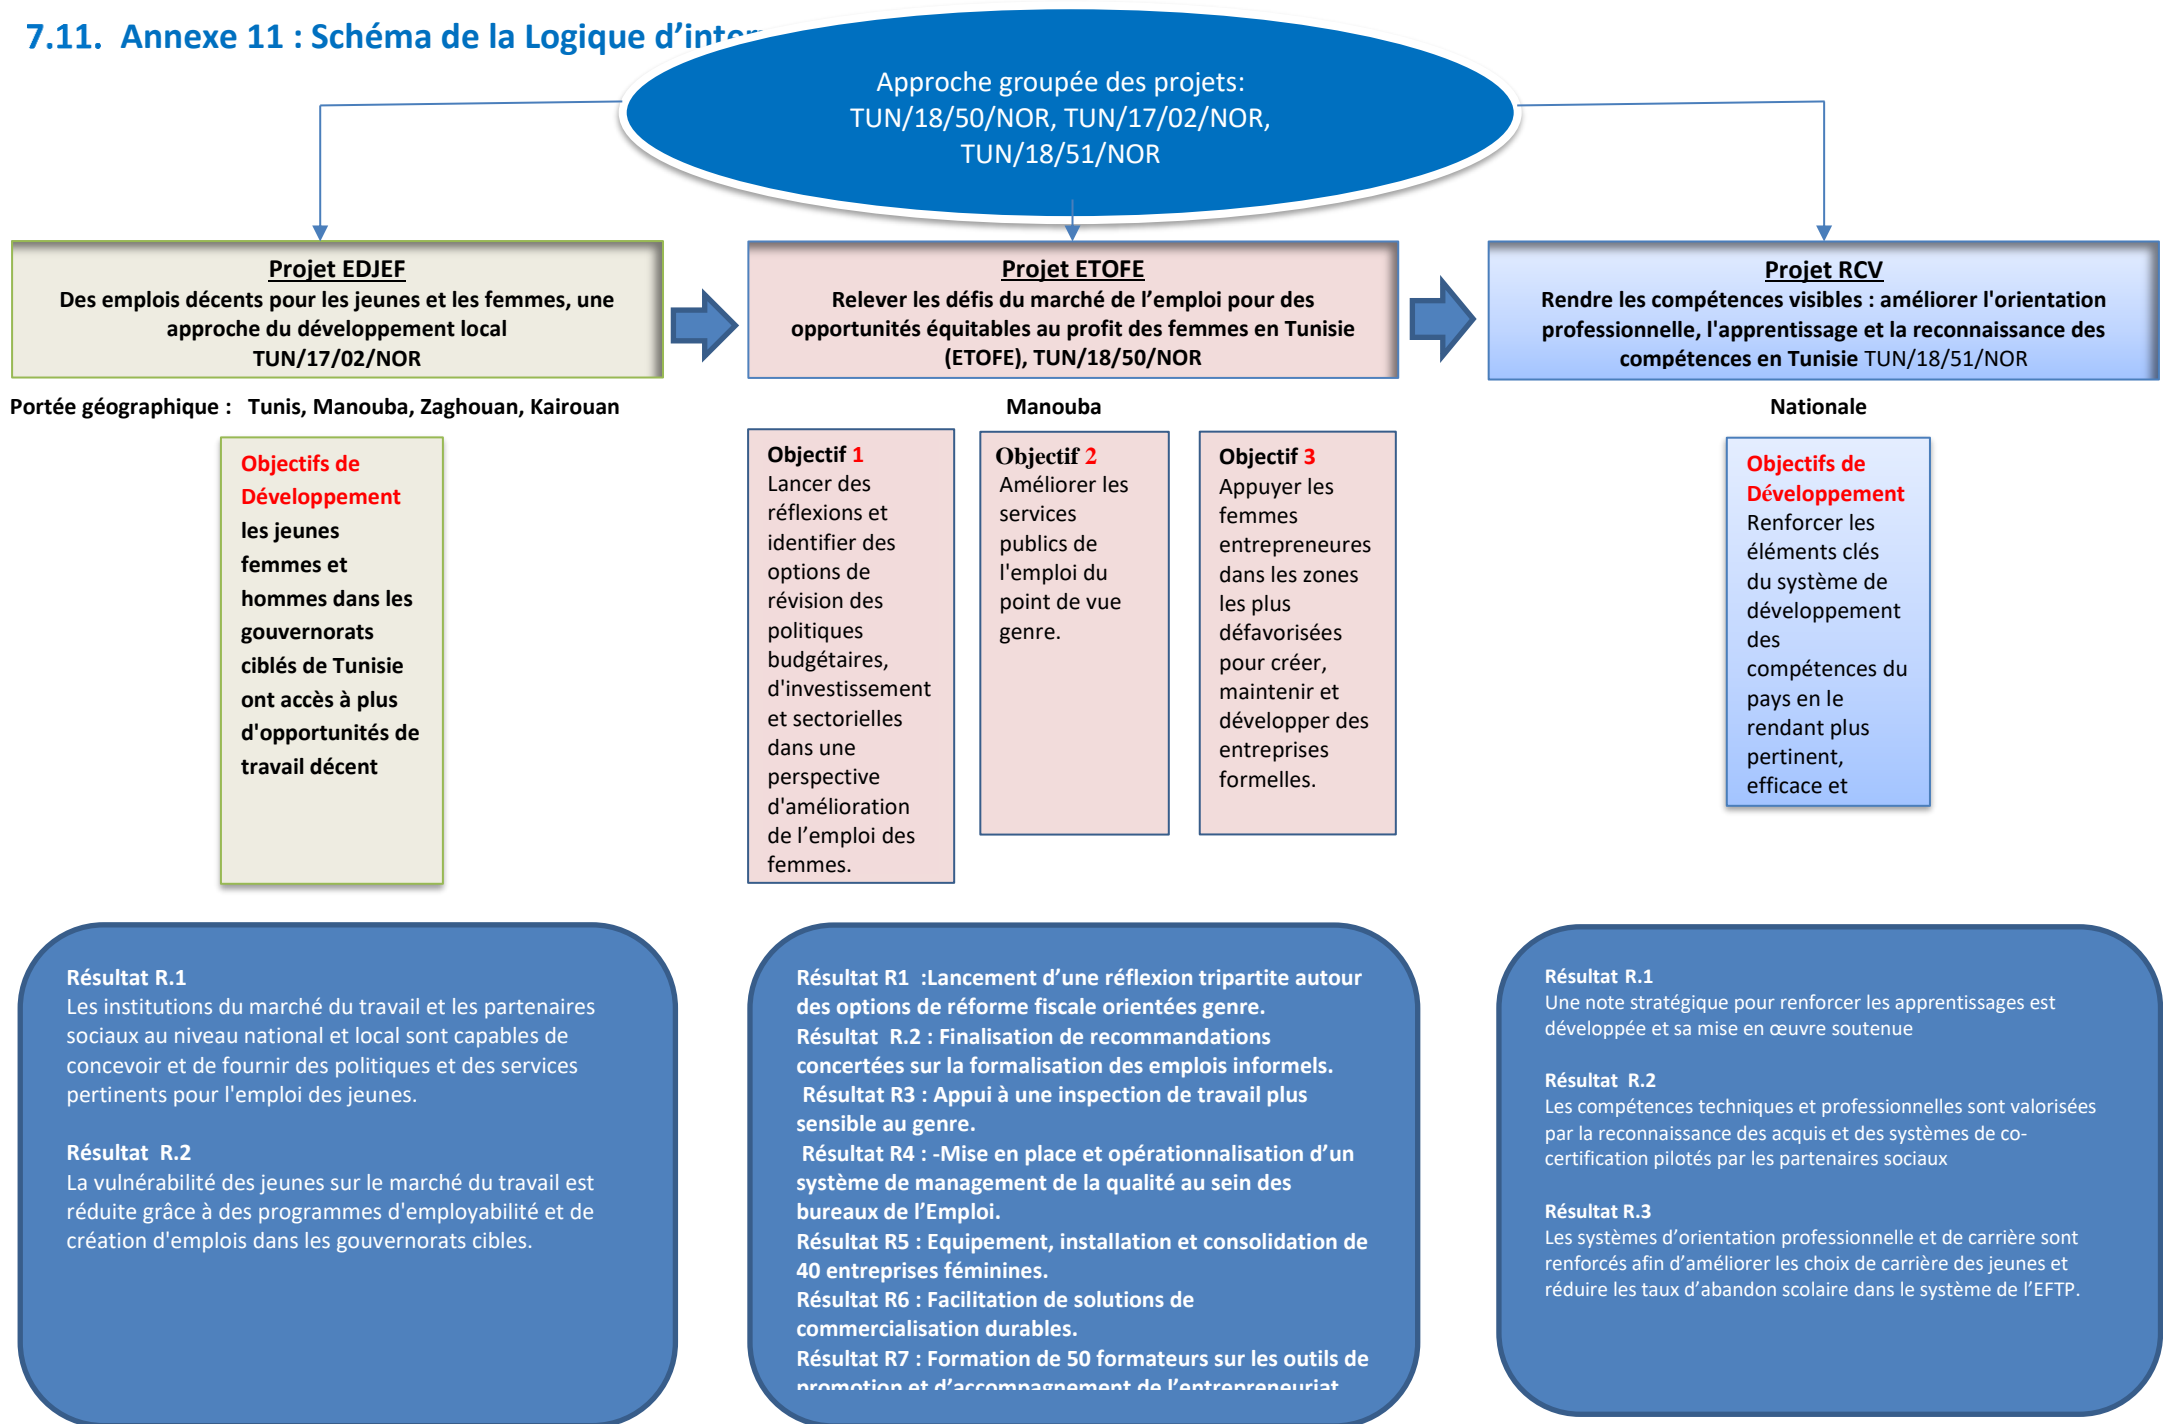 7.11. Annexe 11 : Schéma de la Logique d’inter
Approche groupée des projets:
TUN/18/50/NOR, TUN/17/02/NOR,
TUN/18/51/NOR
Projet EDJEF
Des emplois décents pour les jeunes et les femmes, une
approche du développement local
TUN/17/02/NOR
Projet ETOFE
Relever les défis du marché de l’emploi pour des
opportunités équitables au profit des femmes en Tunisie
(ETOFE), TUN/18/50/NOR
Projet RCV
Rendre les compétences visibles : améliorer l'orientation
professionnelle, l'apprentissage et la reconnaissance des
compétences en Tunisie TUN/18/51/NOR
Portée géographique : Tunis, Manouba, Zaghouan, Kairouan
Manouba
Nationale
Objectifs de
Développement
les jeunes
femmes et
hommes dans les
gouvernorats
ciblés de Tunisie
ont accès à plus
d'opportunités de
travail décent
Objectif 1
Lancer des
réflexions et
identifier des
options de
révision des
politiques
budgétaires,
d'investissement
et sectorielles
dans une
perspective
d'amélioration
de l’emploi des
femmes.
Objectif 2
Améliorer les
services
publics de
l'emploi du
point de vue
genre.
Objectif 3
Appuyer les
femmes
entrepreneures
dans les zones
les plus
défavorisées
pour créer,
maintenir et
développer des
entreprises
formelles.
Objectifs de
Développement
Renforcer les
éléments clés
du système de
développement
des
compétences du
pays en le
rendant plus
pertinent,
efficace et
Résultat R.1
Les institutions du marché du travail et les partenaires
sociaux au niveau national et local sont capables de
concevoir et de fournir des politiques et des services
pertinents pour l'emploi des jeunes.
Résultat R.2
La vulnérabilité des jeunes sur le marché du travail est
réduite grâce à des programmes d'employabilité et de
création d'emplois dans les gouvernorats cibles.
Résultat R1 :Lancement d’une réflexion tripartite autour
des options de réforme fiscale orientées genre.
Résultat R.2 : Finalisation de recommandations
concertées sur la formalisation des emplois informels.
Résultat R3 : Appui à une inspection de travail plus
sensible au genre.
Résultat R4 : -Mise en place et opérationnalisation d’un
système de management de la qualité au sein des
bureaux de l’Emploi.
Résultat R5 : Equipement, installation et consolidation de
40 entreprises féminines.
Résultat R6 : Facilitation de solutions de
commercialisation durables.
Résultat R7 : Formation de 50 formateurs sur les outils de
promotion et d’accompagnement de l’entrepreneuriat
Résultat R.1
Une note stratégique pour renforcer les apprentissages est
développée et sa mise en œuvre soutenue
Résultat R.2
Les compétences techniques et professionnelles sont valorisées
par la reconnaissance des acquis et des systèmes de co-
certification pilotés par les partenaires sociaux
Résultat R.3
Les systèmes d’orientation professionnelle et de carrière sont
renforcés afin d’améliorer les choix de carrière des jeunes et
réduire les taux d’abandon scolaire dans le système de l’EFTP.